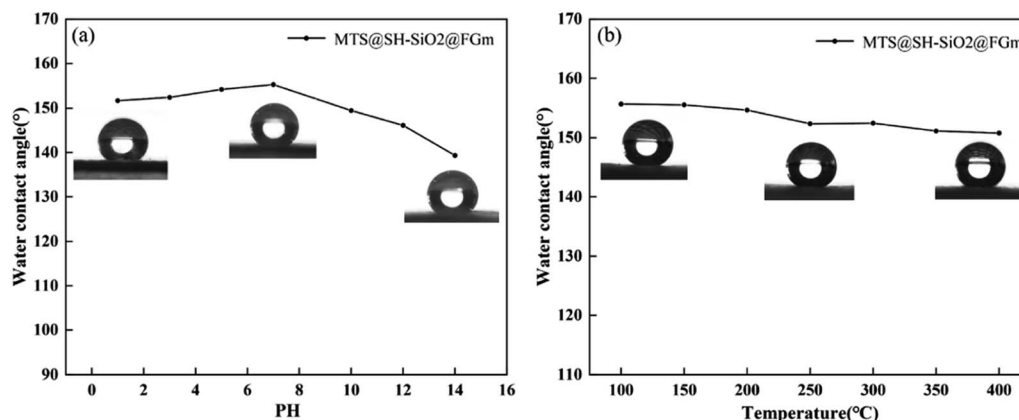 (a)
MTS@SH-SiO2@FGm
Water contact angle(°)
170
160
150
140
130
120
110
100
90
0 2 4 6 8 10 12 14 16
PH
(b)
MTS@SH-SiO2@FGm
Water contact angle(°)
170
160
150
140
130
120
110
100 150 200 250 300 350 400
Temperature(°C)